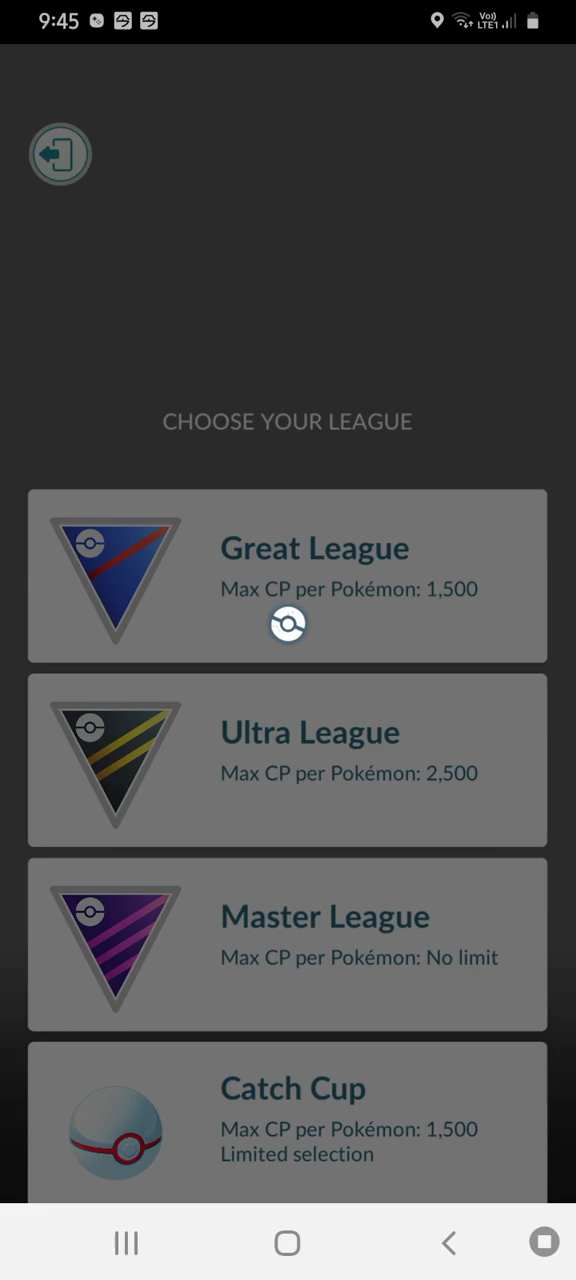 9:45
Vo))
LTE1
CHOOSE YOUR LEAGUE
Great League
Max CP per Pokémon: 1,500
Ultra League
Max CP per Pokémon: 2,500
Master League
Max CP per Pokémon: No limit
Catch Cup
Max CP per Pokémon: 1,500
Limited selection